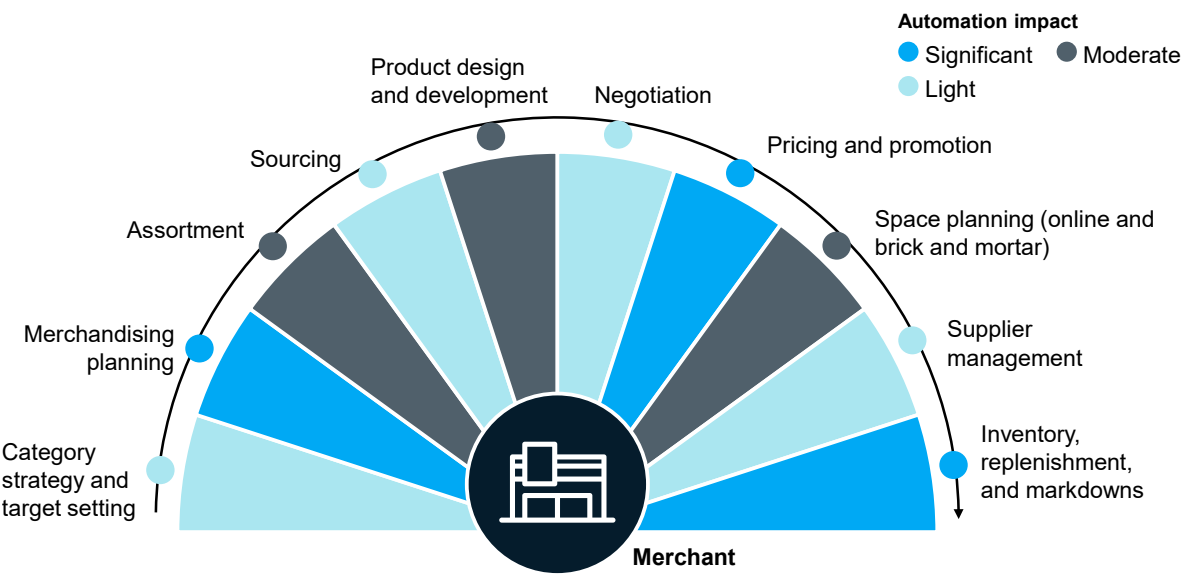 Automation impact
Significant
Moderate
Light
Category
strategy and
target setting
Merchandising
planning
Assortment
Sourcing
Product design
and development
Negotiation
Pricing and promotion
Space planning (online and
brick and mortar)
Supplier
management
Inventory,
replenishment,
and markdowns
Merchant